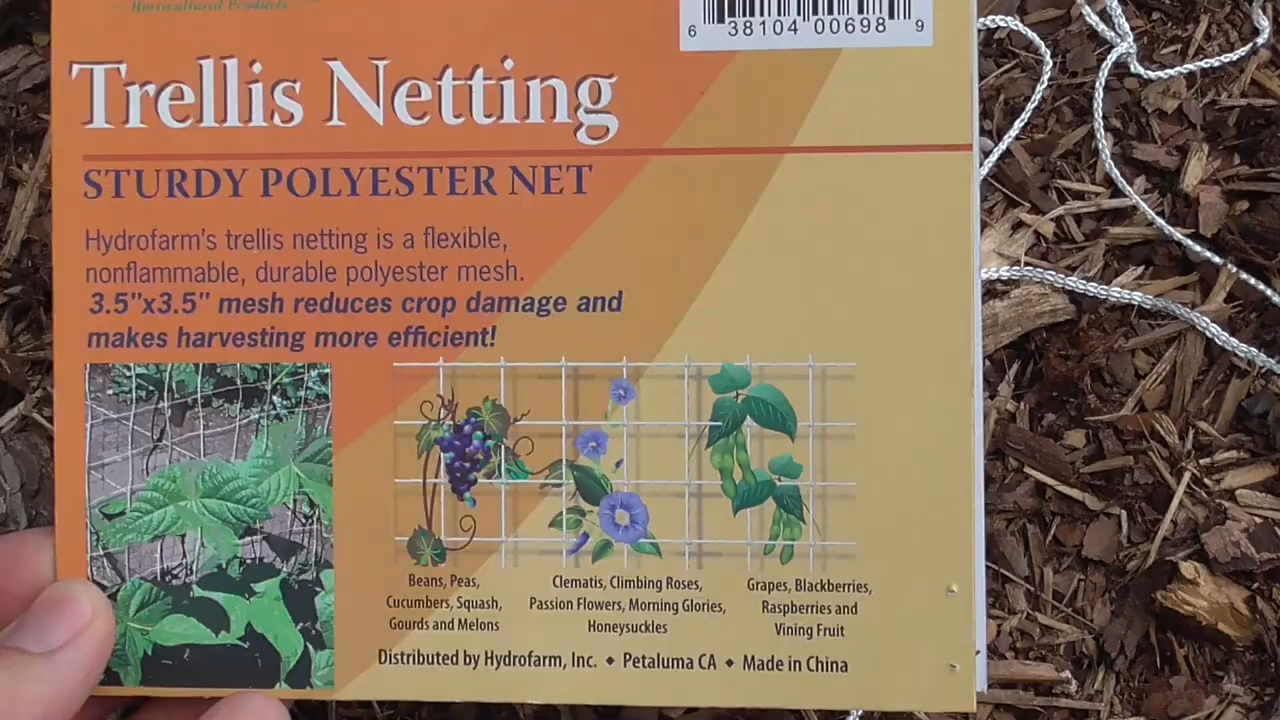 Horticultural Products
6 38104 00698 9
Trellis Netting
STURDY POLYESTER NET
Hydrofarm's trellis netting is a flexible,
nonflammable, durable polyester mesh.
3.5"x3.5" mesh reduces crop damage and
makes harvesting more efficient!
Beans, Peas,
Cucumbers, Squash,
Gourds and Melons
Clematis, Climbing Roses,
Passion Flowers, Morning Glories,
Honeysuckles
Grapes, Blackberries,
Raspberries and
Vining Fruit
Distributed by Hydrofarm, Inc. ◆ Petaluma CA ◆ Made in China